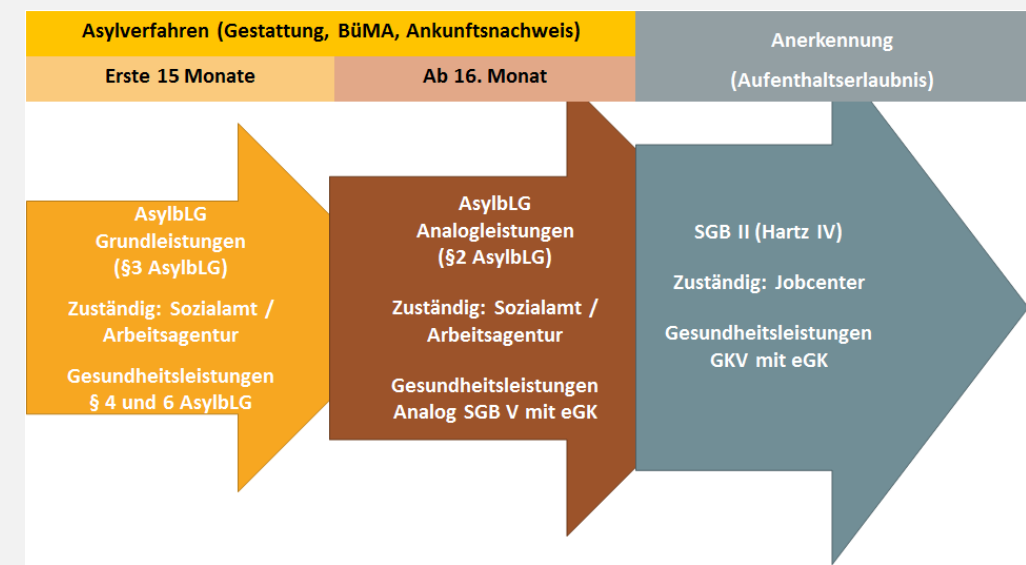 Asylverfahren (Gestattung, BüMA, Ankunftsnachweis)
Erste 15 Monate
Ab 16. Monat
Anerkennung
(Aufenthaltserlaubnis)
AsylbLG
Grundleistungen
(§3 AsylbLG)
Zuständig: Sozialamt /
Arbeitsagentur
Gesundheitsleistungen
§ 4 und 6 AsylbLG
AsylbLG
Analogleistungen
(§2 AsylbLG)
Zuständig: Sozialamt /
Arbeitsagentur
Gesundheitsleistungen
Analog SGB V mit eGK
SGB II (Hartz IV)
Zuständig: Jobcenter
Gesundheitsleistungen
GKV mit eGK